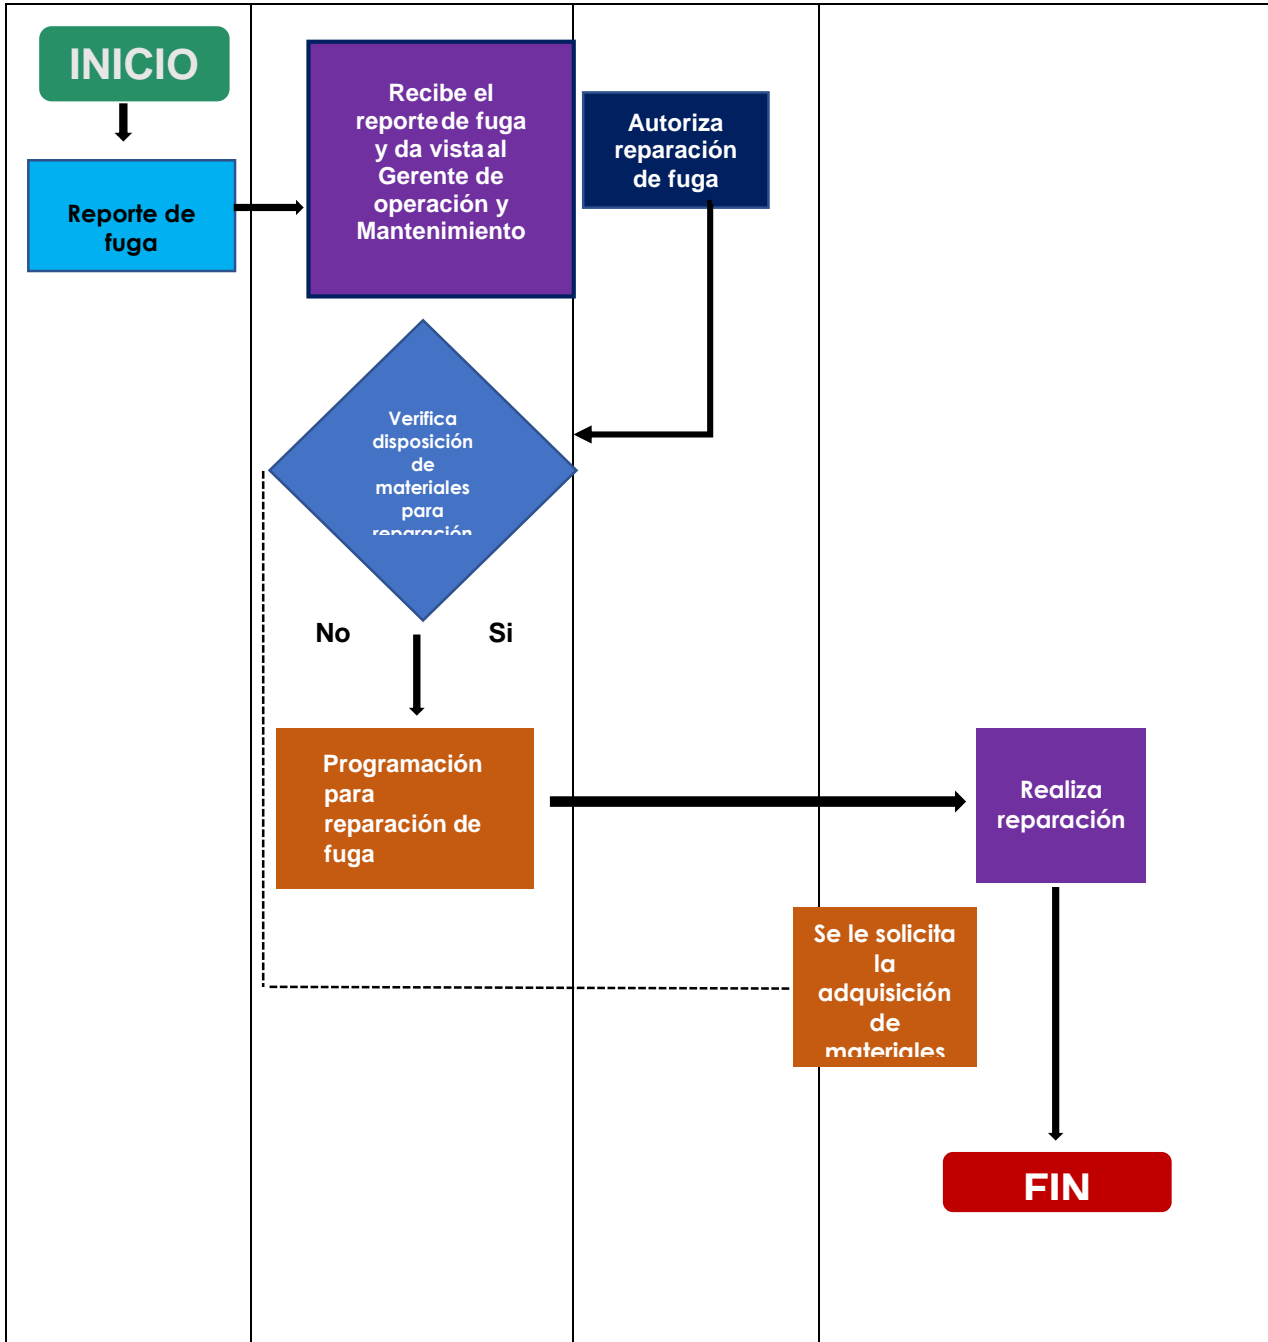 INICIO
Reporte de
fuga
Recibe el
reporte de fuga
y da vista al
Gerente de
operación y
Mantenimiento
Autoriza
reparación
de fuga
Verifica
disposición
de
materiales
para
reparación
No
Si
Programación
para
reparación de
fuga
Realiza
reparación
Se le solicita
la
adquisición
de
materiales
FIN